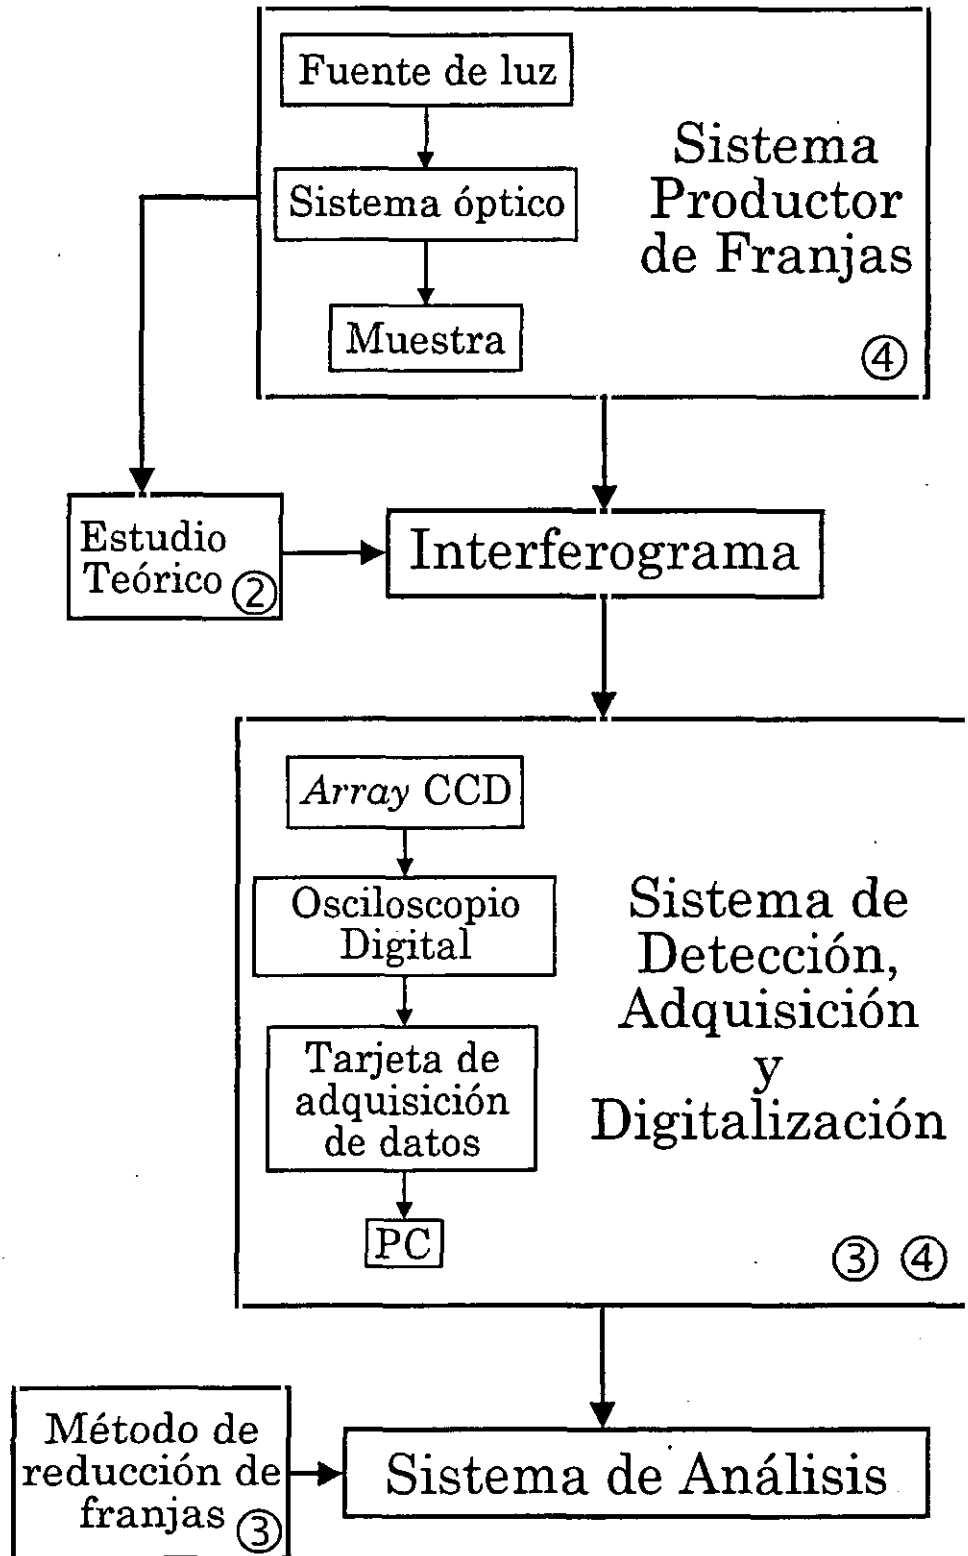 Fuente de luz
Sistema óptico
Muestra
Sistema
Productor
de Franjas
④
Estudio
Teórico ②
Interferograma
Array CCD
Osciloscopio
Digital
Tarjeta de
adquisición
de datos
PC
Sistema de
Detección,
Adquisición
y
Digitalización
③ ④
Método de
reducción de
franjas ③
Sistema de Análisis